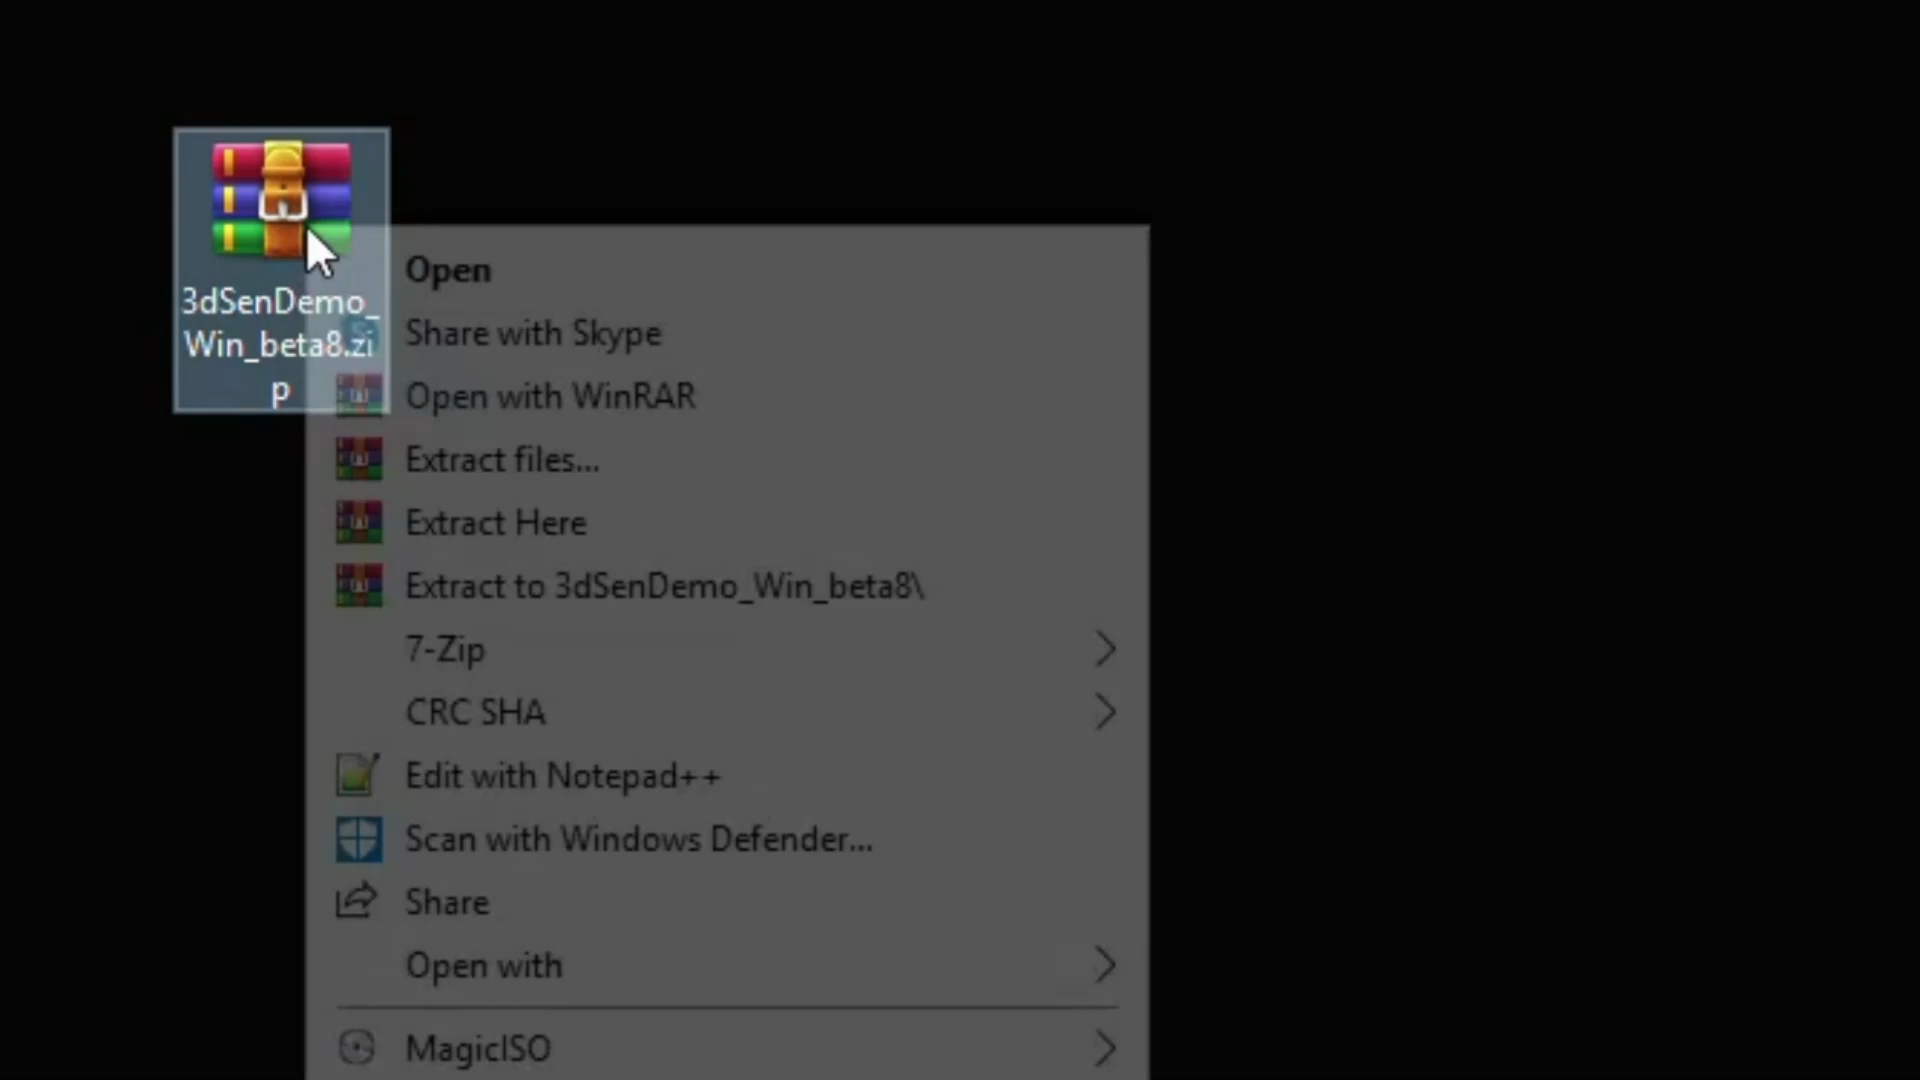 3dSenDemo_
Win_beta8.zi
p
Open
Share with Skype
Open with WinRAR
Extract files...
Extract Here
Extract to 3dSenDemo_Win_beta8\
7-Zip
CRC SHA
Edit with Notepad++
Scan with Windows Defender...
Share
Open with
MagicISO